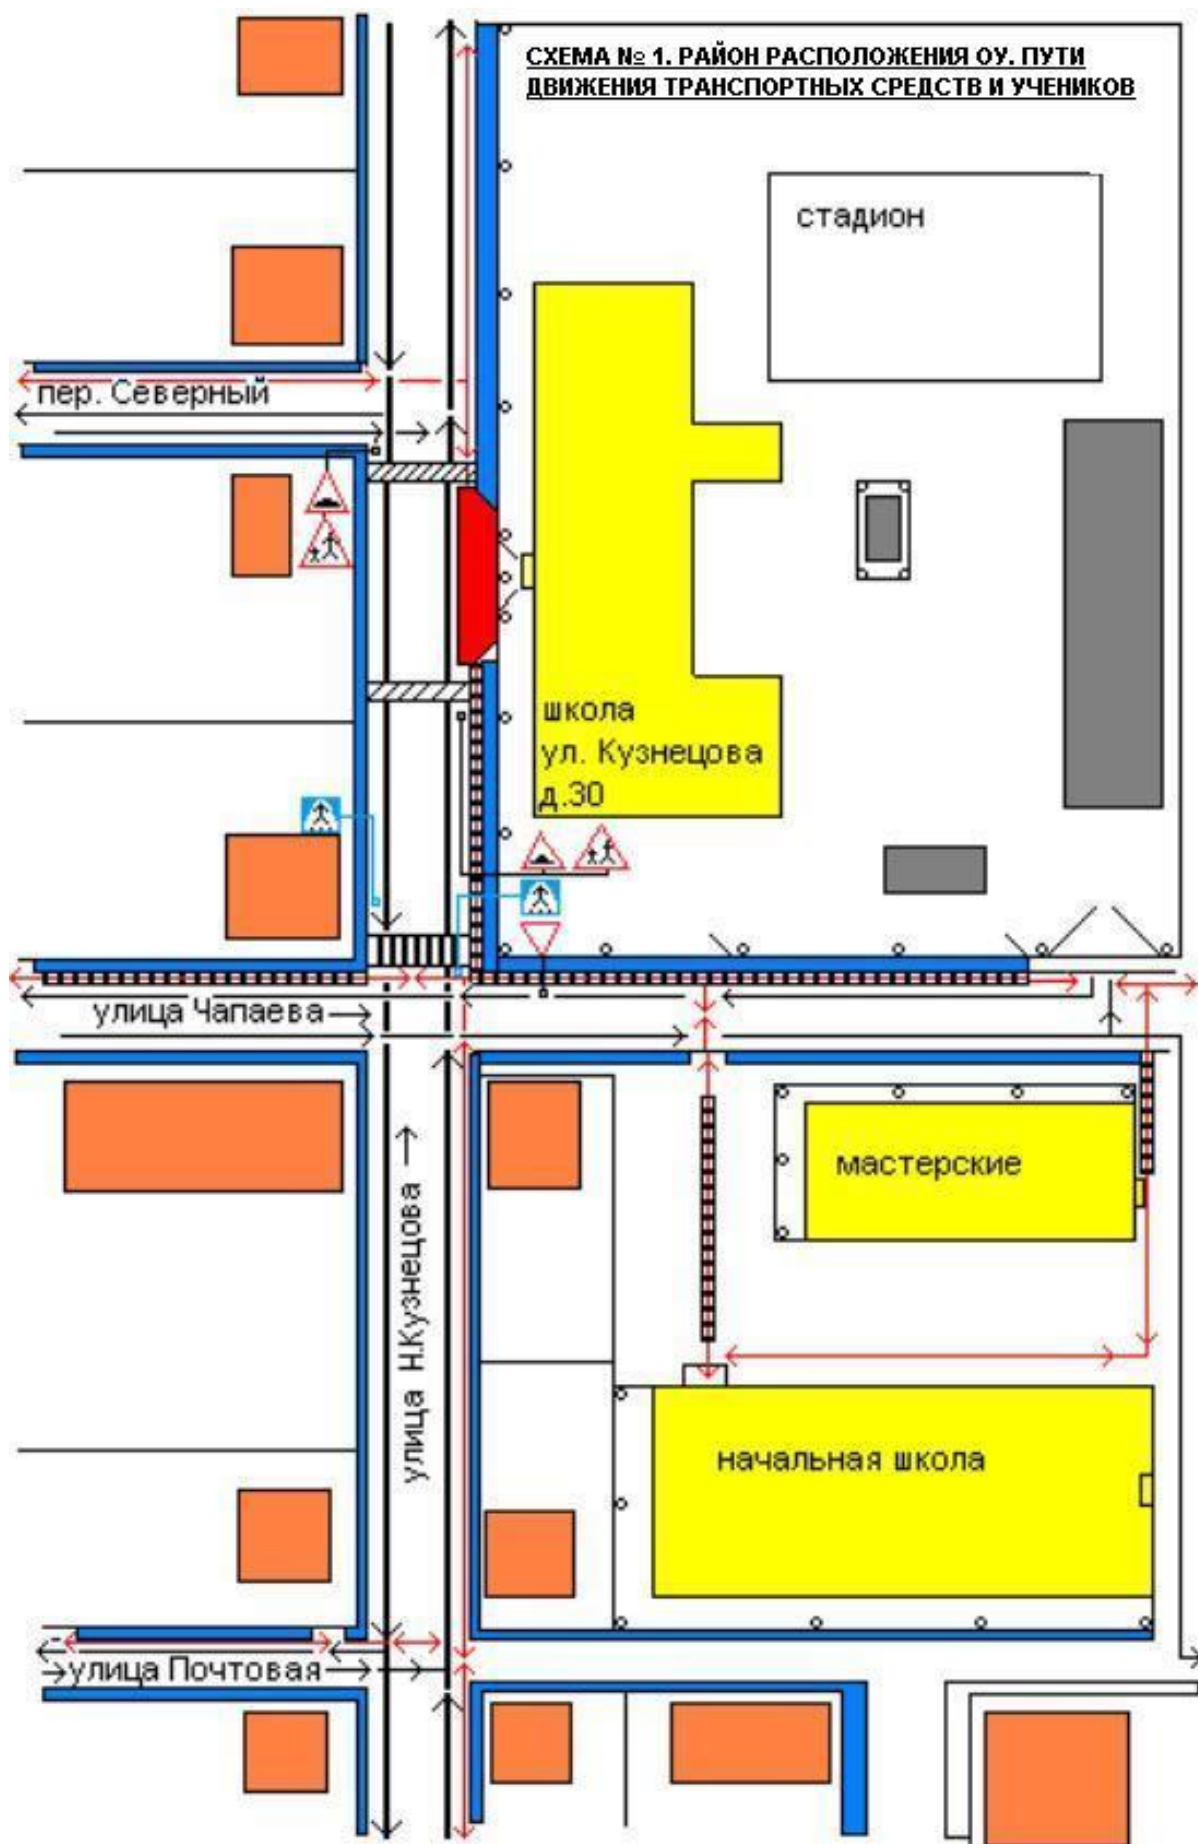 СХЕМА № 1. РАЙОН РАСПОЛОЖЕНИЯ ОУ. ПУТИ
ДВИЖЕНИЯ ТРАНСПОРТНЫХ СРЕДСТВ И УЧЕНИКОВ
стадион
пер. Северный
школа
ул. Кузнецова
д.30
улица Чапаева
мастерские
улица Н.Кузнецова
начальная школа
улица Почтовая